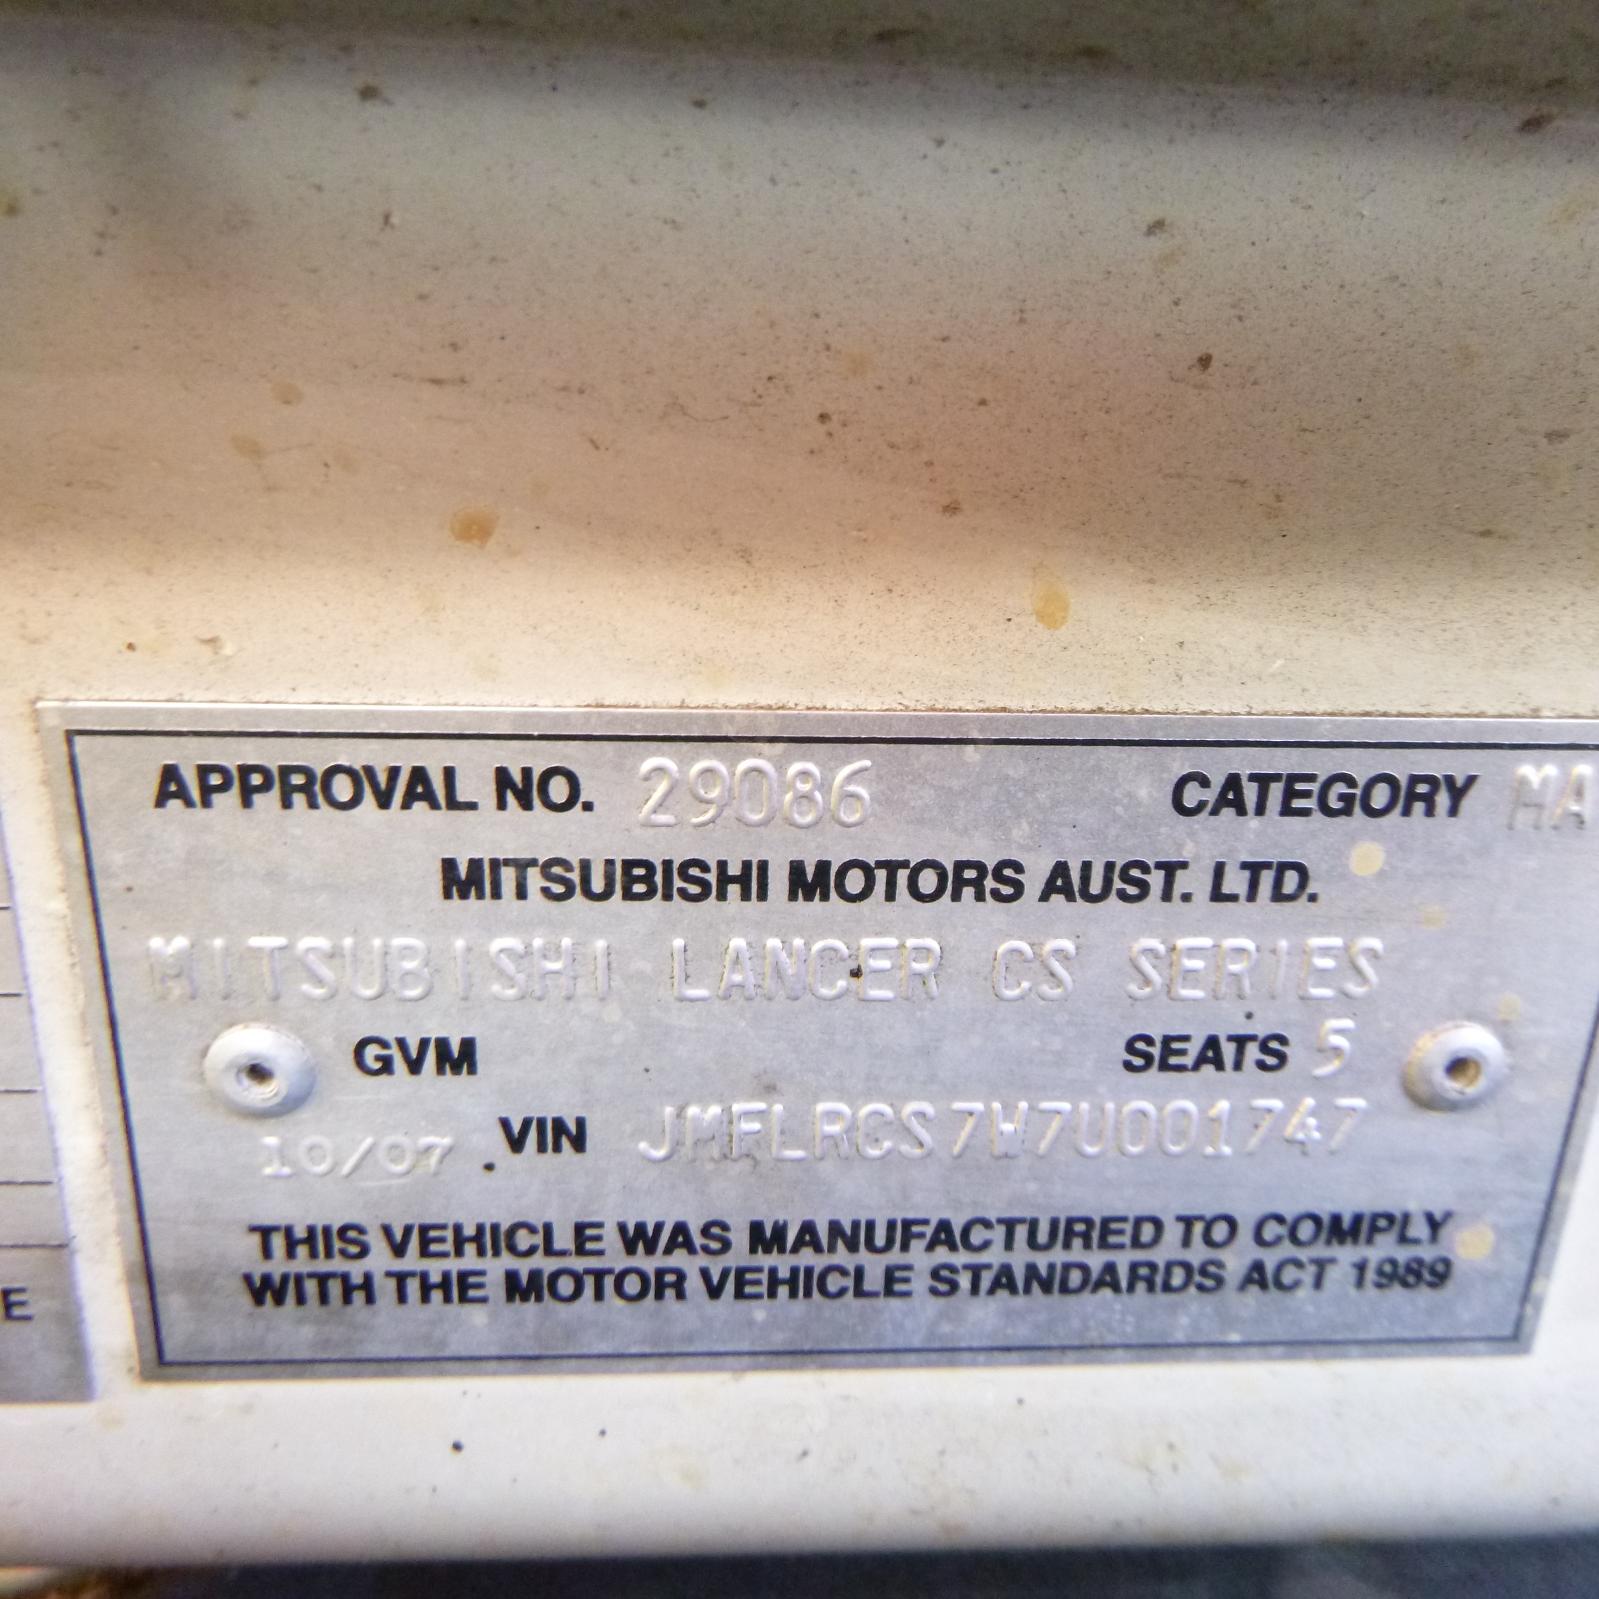 APPROVAL NO. 29086 CATEGORY MA
MITSUBISHI MOTORS AUST. LTD.
MITSUBISHI LANCER CS SERIES
GVM SEATS 5
10/07 VIN JMFLRCS7W7U001747
THIS VEHICLE WAS MANUFACTURED TO COMPLY
WITH THE MOTOR VEHICLE STANDARDS ACT 1989
E